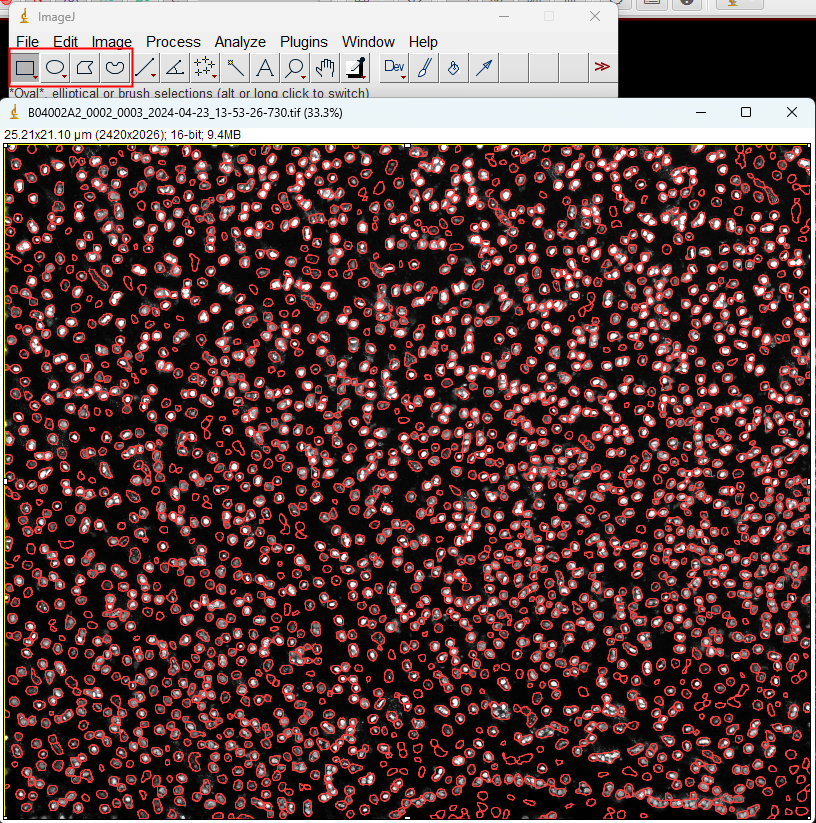 ImageJ
File Edit Image Process Analyze Plugins Window Help
A Dev >>
*Oval*, elliptical or brush selections (alt or long click to switch)
B04002A2_0002_0003_2024-04-23_13-53-26-730.tif (33.3%)
25.21x21.10 µm (2420x2026); 16-bit; 9.4MB